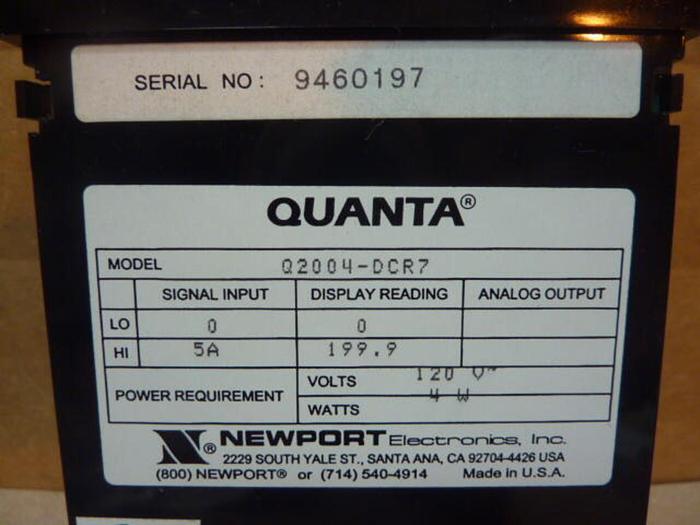 SERIAL NO: 9460197
QUANTA®
MODEL Q2004-DCR7
SIGNAL INPUT DISPLAY READING ANALOG OUTPUT
LO 0 0
HI 5A 199.9
POWER REQUIREMENT VOLTS 120 V~
WATTS 4 W
N® NEWPORT Electronics, Inc.
2229 SOUTH YALE ST., SANTA ANA, CA 92704-4426 USA
(800) NEWPORT® or (714) 540-4914 Made in U.S.A.